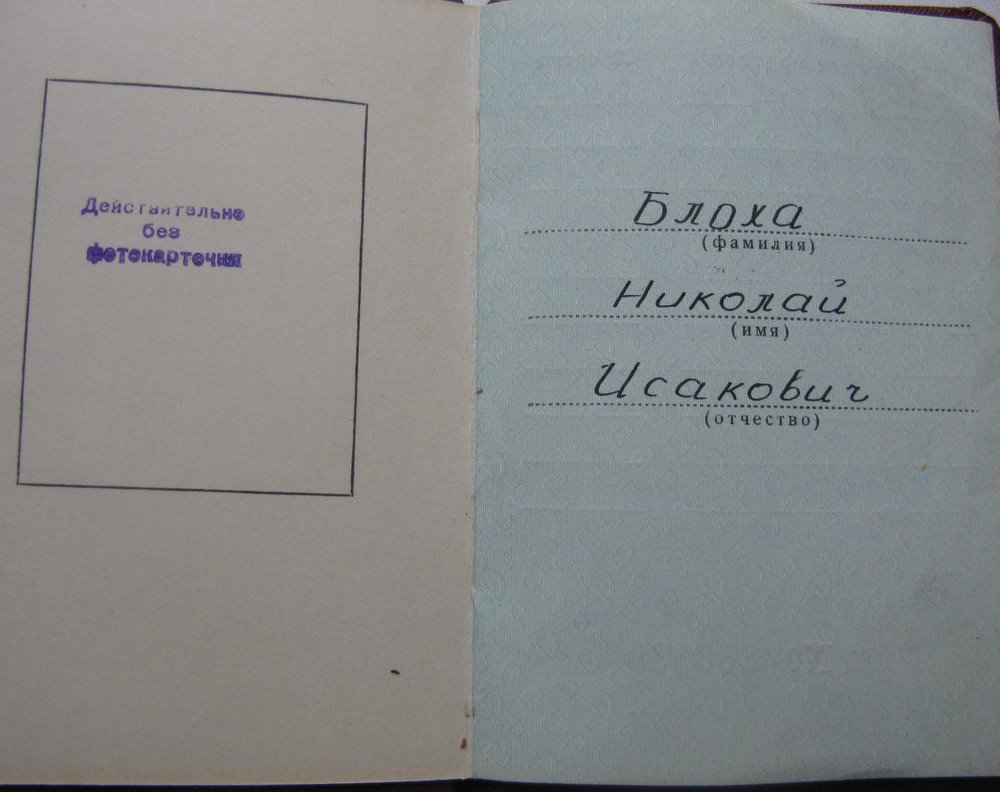 Действительно
без
фотокарточки
Блоха
(фамилия)
Николай
(имя)
Исакович
(отчество)